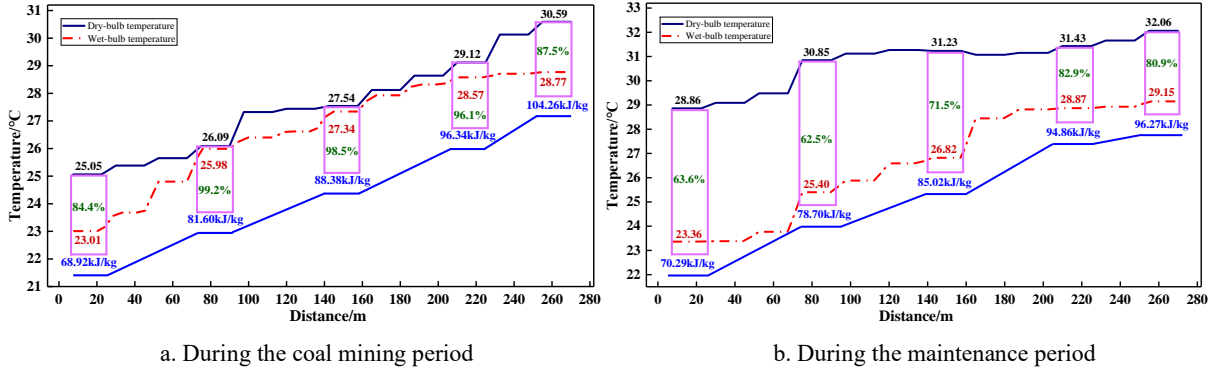 Dry-bulb temperature
Wet-bulb temperature
Temperature/°C
31
30
29
28
27
26
25
24
23
22
21
25.05
84.4%
23.01
68.92kJ/kg
26.09
25.98
99.2%
81.60kJ/kg
27.54
27.34
98.5%
88.38kJ/kg
29.12
28.57
96.1%
96.34kJ/kg
30.59
87.5%
28.77
104.26kJ/kg
0 20 40 60 80 100 120 140 160 180 200 220 240 260 280
Distance/m
a. During the coal mining period
Dry-bulb temperature
Wet-bulb temperature
Temperature/°C
33
32
31
30
29
28
27
26
25
24
23
22
28.86
63.6%
23.36
70.29kJ/kg
30.85
62.5%
25.40
78.70kJ/kg
31.23
71.5%
26.82
85.02kJ/kg
31.43
82.9%
28.87
94.86kJ/kg
32.06
80.9%
29.15
96.27kJ/kg
0 20 40 60 80 100 120 140 160 180 200 220 240 260 280
Distance/m
b. During the maintenance period